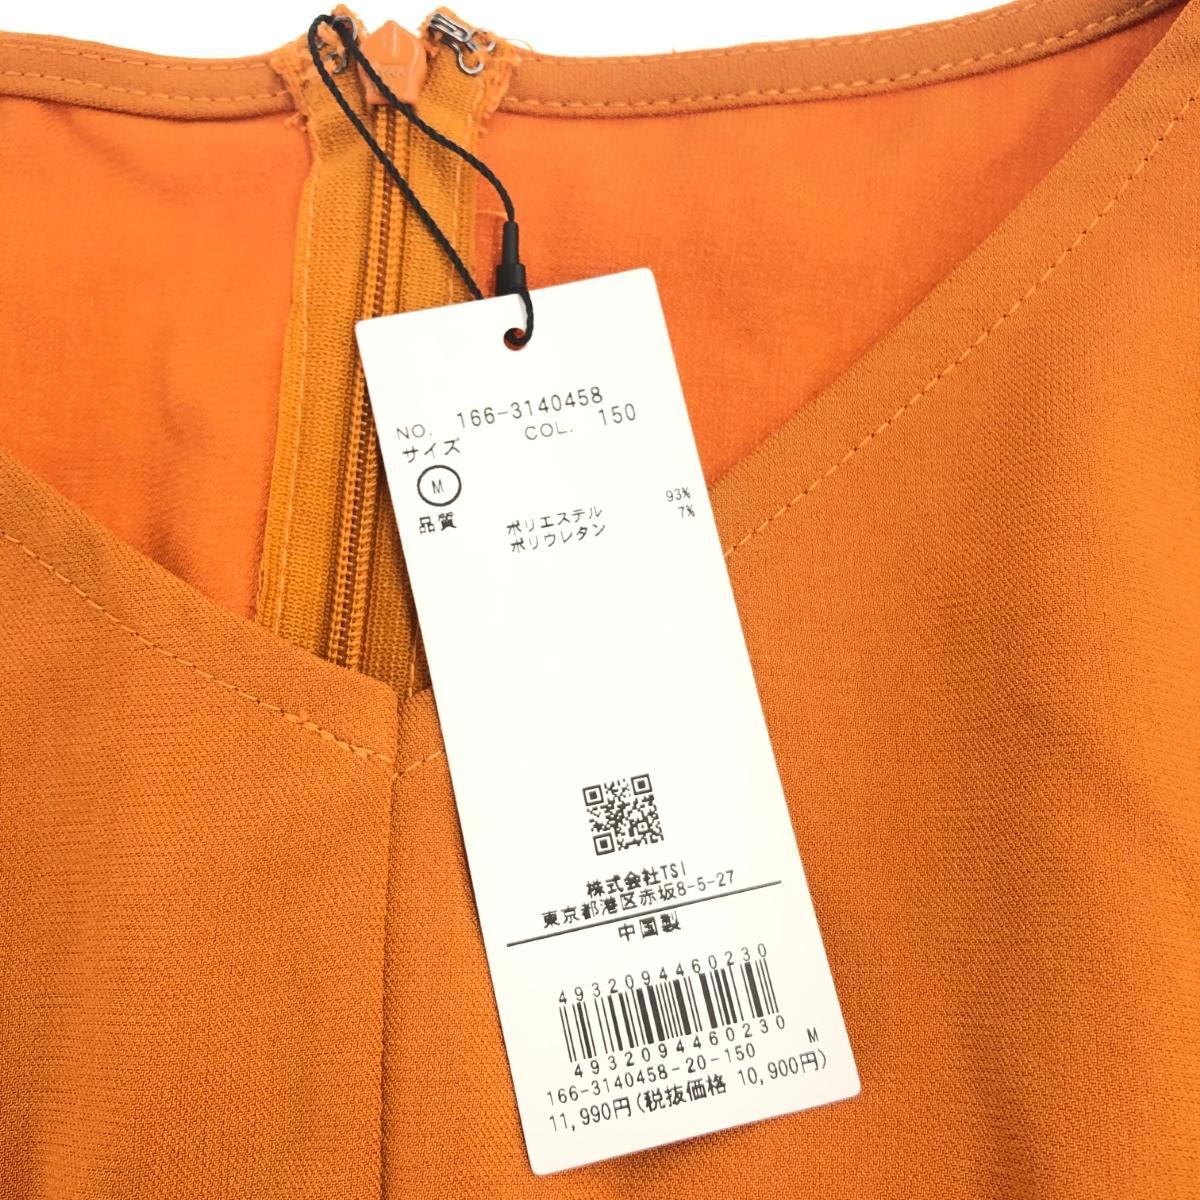 NO. 166-3140458
サイズ COL. 150
M
品質 ポリエステル 93%
ポリウレタン 7%
株式会社TSI
東京都港区赤坂8-5-27
中国製
4932094460230
4932094460230
166-3140458-20-150 M
11,990円(税抜価格 10,900円)